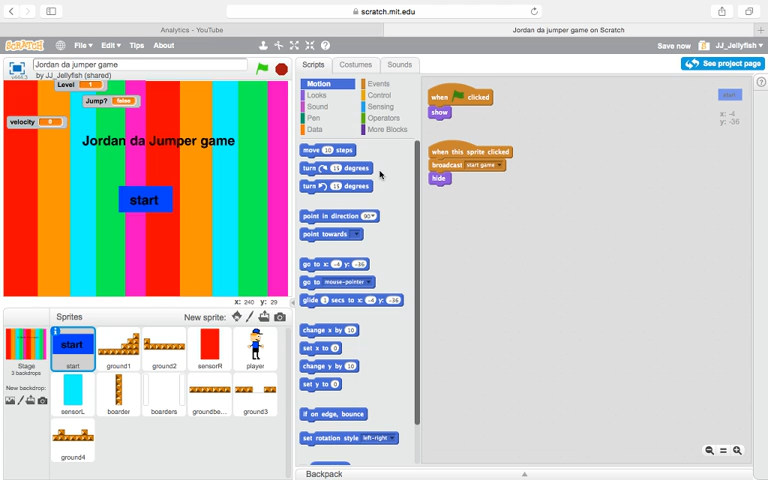 scratch.mit.edu
Analytics - YouTube
Jordan da jumper game on Scratch
SCRATCH
File
Edit
Tips
About
Save now
JJ_Jellyfish
Jordan da jumper game
by JJ_Jellyfish (shared)
Scripts
Costumes
Sounds
See project page
Level 1
Jump? false
velocity 0
Jordan da Jumper game
start
x: 240 y: 29
Motion
Looks
Sound
Pen
Data
Events
Control
Sensing
Operators
More Blocks
move 10 steps
turn 15 degrees
turn 15 degrees
point in direction 90
point towards
go to x: -4 y: -36
go to mouse-pointer
glide 1 secs to x: -4 y: -36
change x by 10
set x to 0
change y by 10
set y to 0
if on edge, bounce
set rotation style left-right
when clicked
show
when this sprite clicked
broadcast start game
hide
start
x: -4
y: -36
Sprites
New sprite:
Stage
3 backdrops
New backdrop:
start
start
ground1
ground2
sensorR
player
sensorL
boarder
boarders
groundbe...
ground3
ground4
Backpack